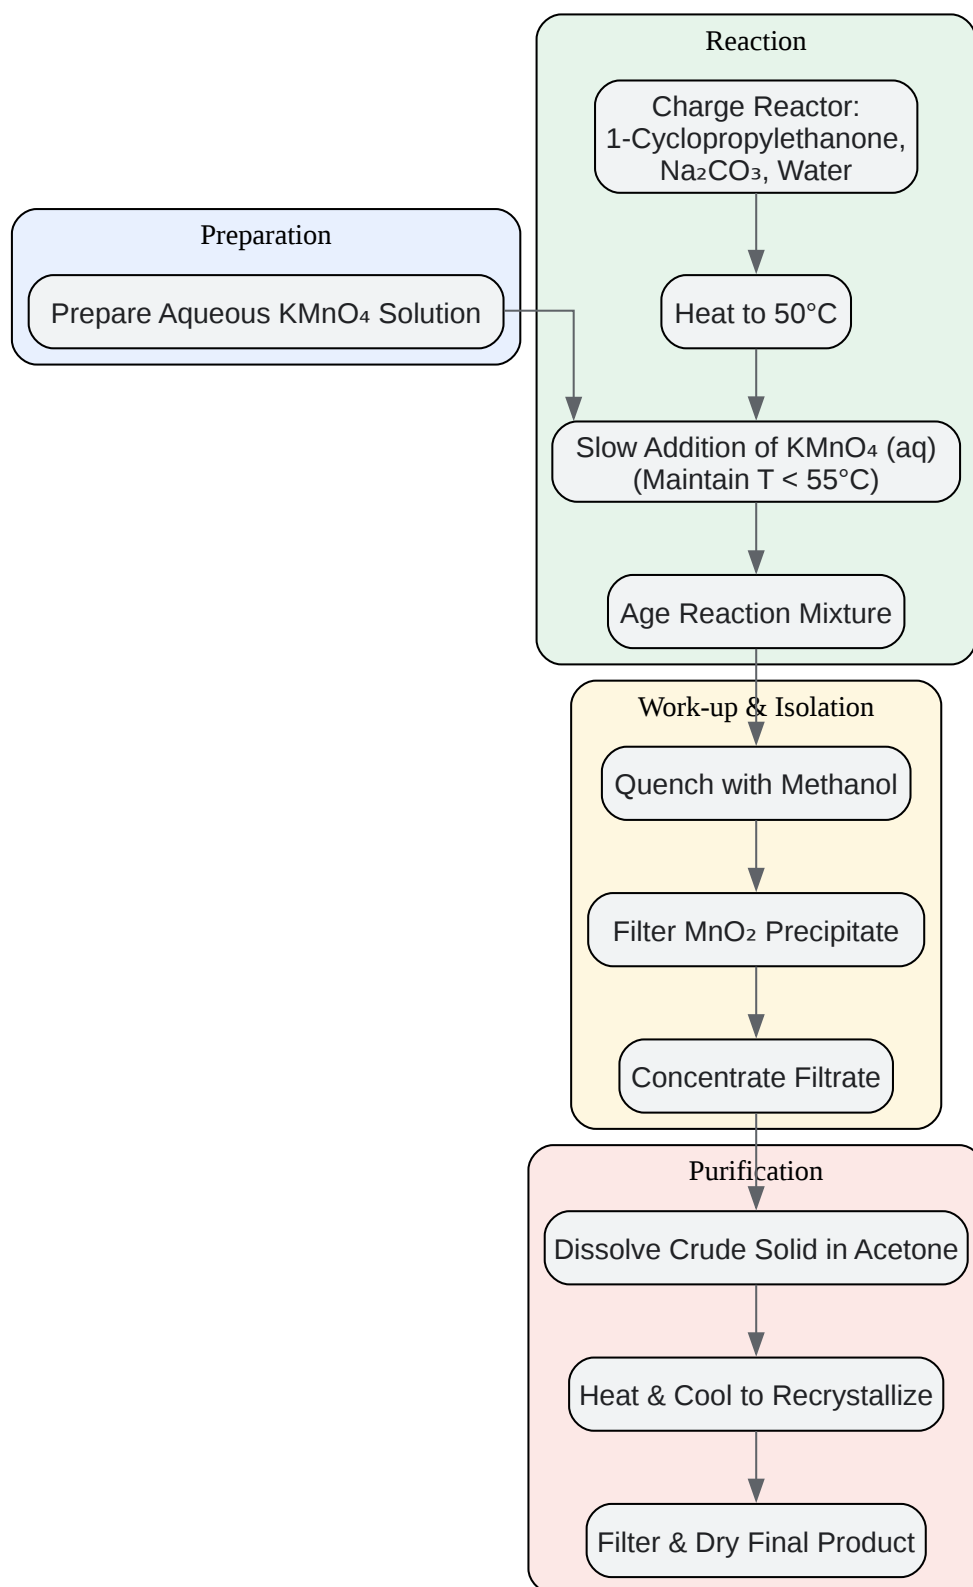 Reaction
Charge Reactor:
1-Cyclopropylethanone,
Na₂CO₃, Water
Preparation
Prepare Aqueous KMnO₄ Solution
Heat to 50°C
Slow Addition of KMnO₄ (aq)
(Maintain T < 55°C)
Age Reaction Mixture
Work-up & Isolation
Quench with Methanol
Filter MnO₂ Precipitate
Concentrate Filtrate
Purification
Dissolve Crude Solid in Acetone
Heat & Cool to Recrystallize
Filter & Dry Final Product